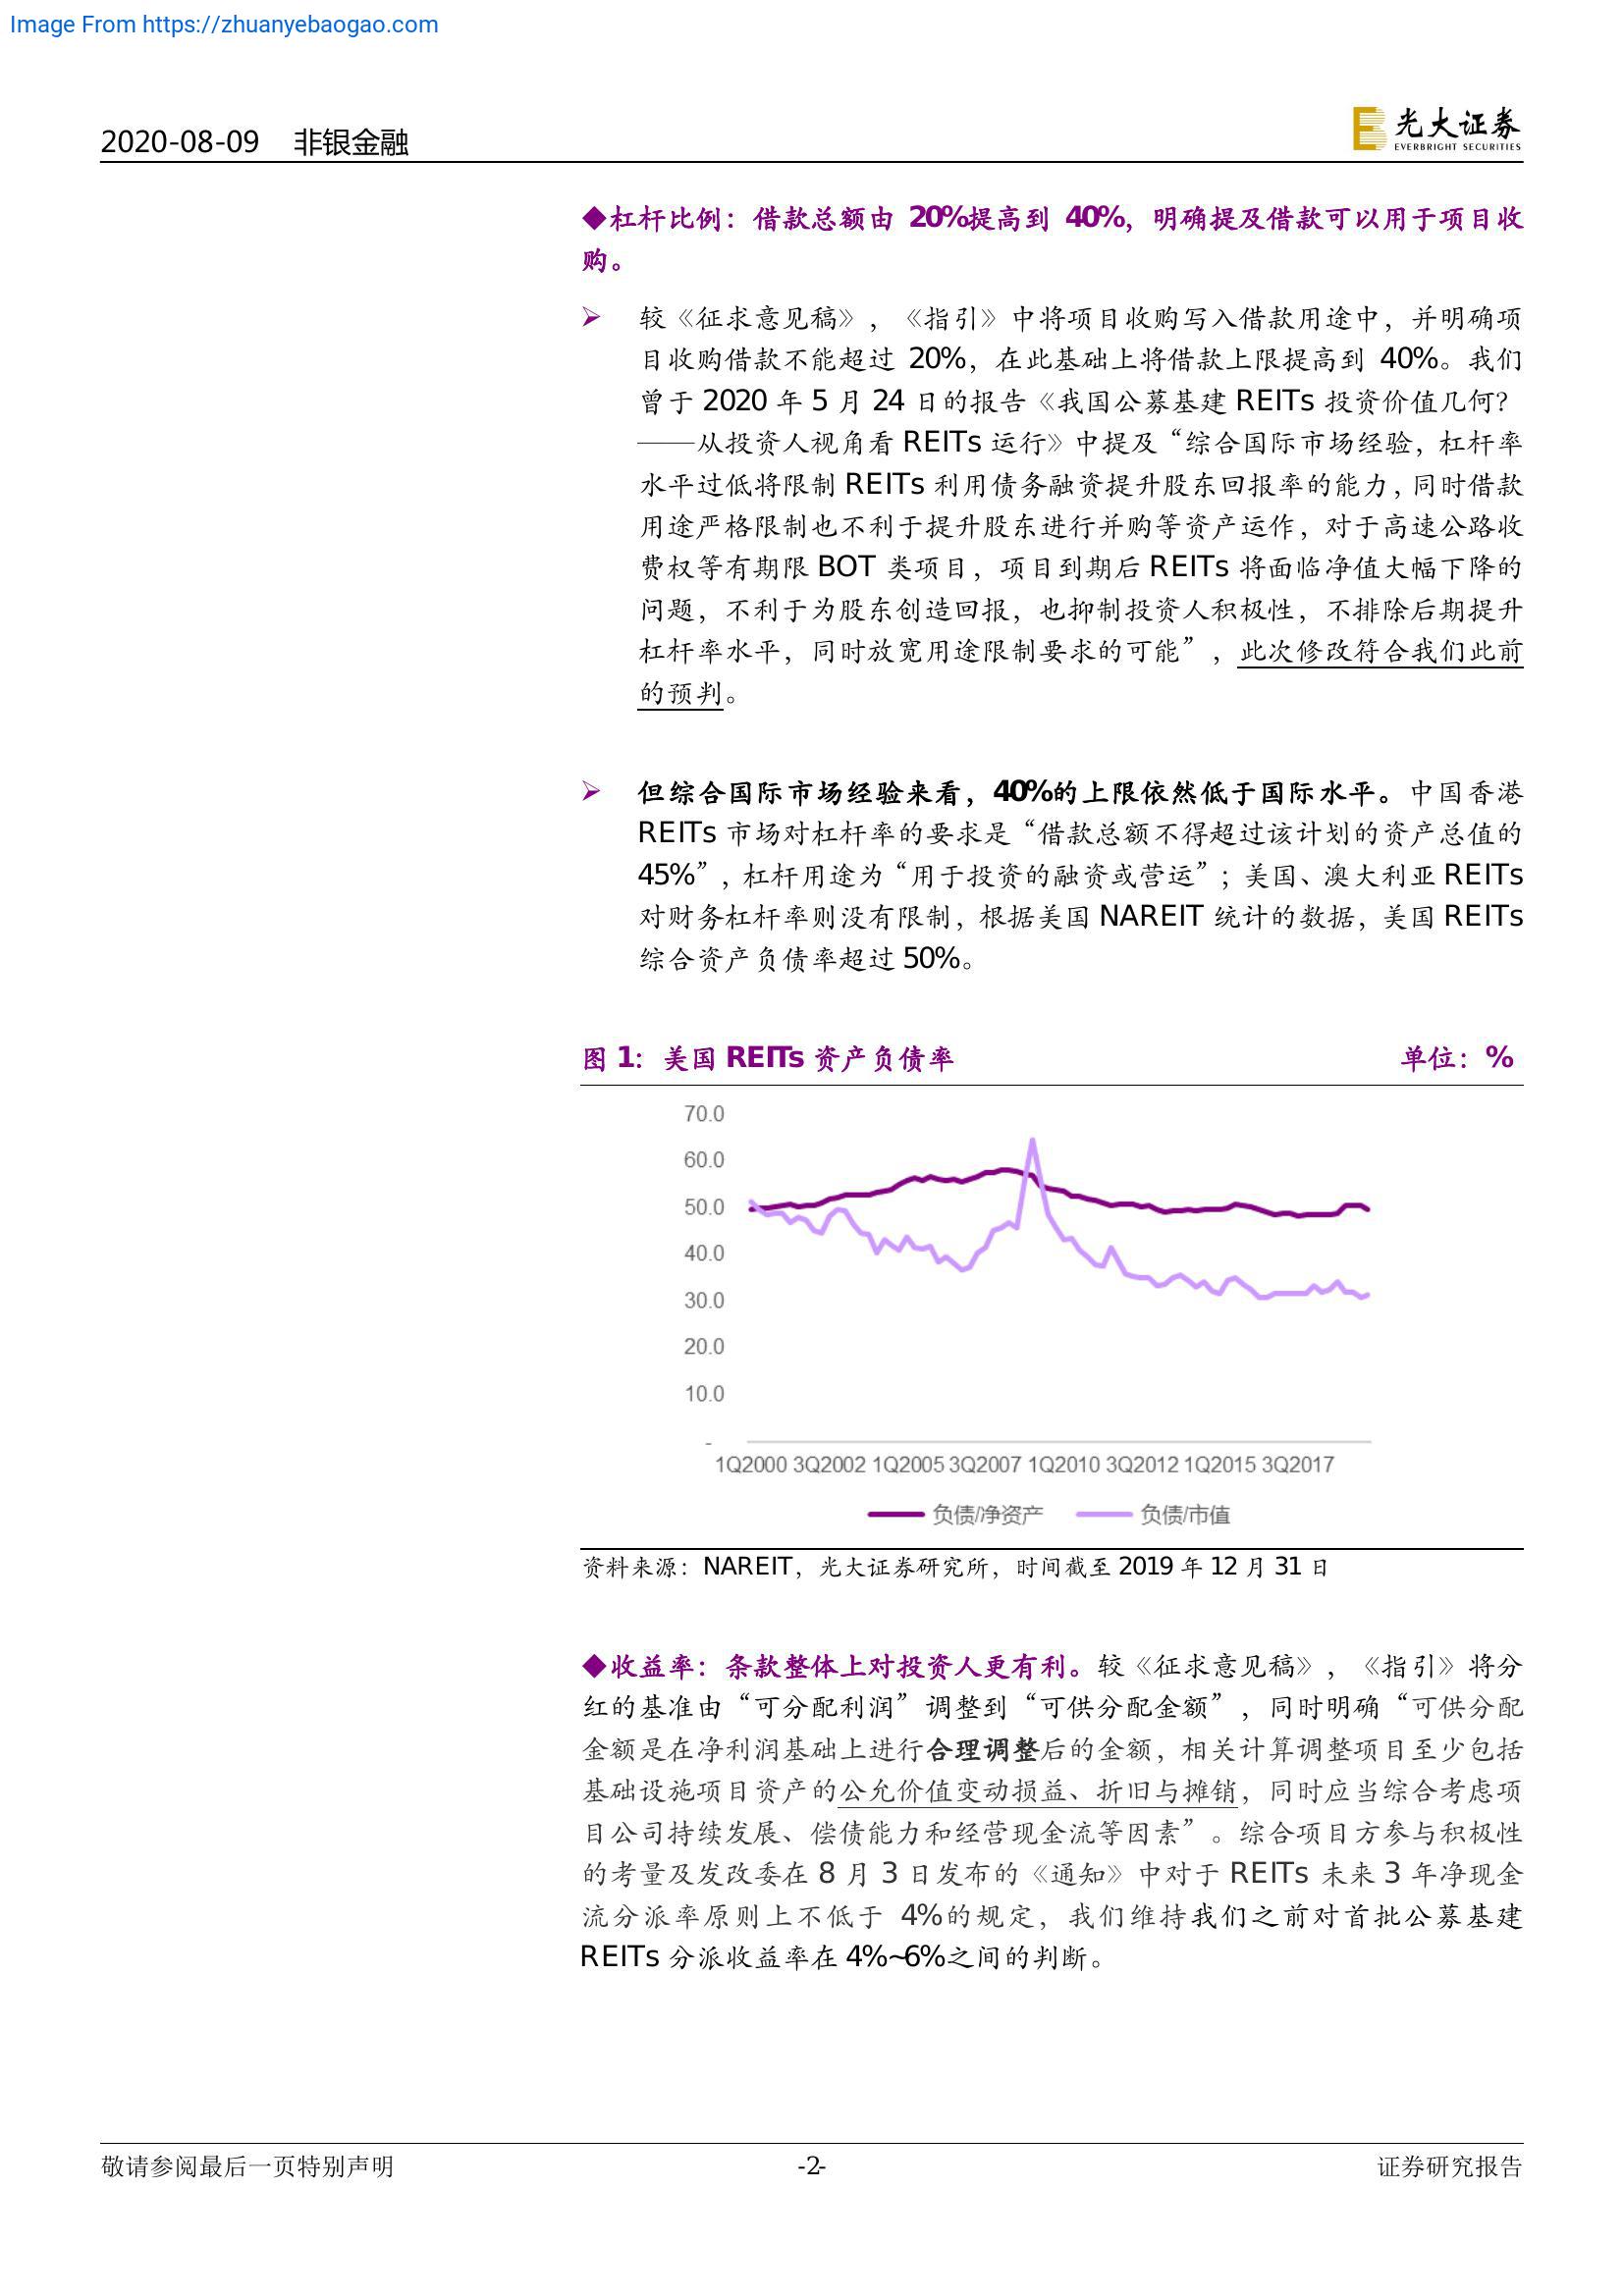 Image From https://zhuanyebaogao.com
2020-08-09 非银金融
光大证券
EVERBRIGHT SECURITIES
◆杠杆比例：借款总额由 20%提高到 40%，明确提及借款可以用于项目收
购。
➢ 较《征求意见稿》，《指引》中将项目收购写入借款用途中，并明确项
目收购借款不能超过 20%，在此基础上将借款上限提高到 40%。我们
曾于 2020 年 5 月 24 日的报告《我国公募基建 REITs 投资价值几何？
——从投资人视角看 REITs 运行》中提及“综合国际市场经验，杠杆率
水平过低将限制 REITs 利用债务融资提升股东回报率的能力，同时借款
用途严格限制也不利于提升股东进行并购等资产运作，对于高速公路收
费权等有期限 BOT 类项目，项目到期后 REITs 将面临净值大幅下降的
问题，不利于为股东创造回报，也抑制投资人积极性，不排除后期提升
杠杆率水平，同时放宽用途限制要求的可能”，此次修改符合我们此前
的预判。
➢ 但综合国际市场经验来看，40%的上限依然低于国际水平。中国香港
REITs 市场对杠杆率的要求是“借款总额不得超过该计划的资产总值的
45%”，杠杆用途为“用于投资的融资或营运”；美国、澳大利亚 REITs
对财务杠杆率则没有限制，根据美国 NAREIT 统计的数据，美国 REITs
综合资产负债率超过 50%。
图 1：美国 REITs 资产负债率 单位：%
70.0
60.0
50.0
40.0
30.0
20.0
10.0
-
1Q2000 3Q2002 1Q2005 3Q2007 1Q2010 3Q2012 1Q2015 3Q2017
负债/净资产 负债/市值
资料来源：NAREIT，光大证券研究所，时间截至 2019 年 12 月 31 日
◆收益率：条款整体上对投资人更有利。较《征求意见稿》，《指引》将分
红的基准由“可分配利润”调整到“可供分配金额”，同时明确“可供分配
金额是在净利润基础上进行合理调整后的金额，相关计算调整项目至少包括
基础设施项目资产的公允价值变动损益、折旧与摊销，同时应当综合考虑项
目公司持续发展、偿债能力和经营现金流等因素”。综合项目方参与积极性
的考量及发改委在 8 月 3 日发布的《通知》中对于 REITs 未来 3 年净现金
流分派率原则上不低于 4%的规定，我们维持我们之前对首批公募基建
REITs 分派收益率在 4%~6%之间的判断。
敬请参阅最后一页特别声明 -2- 证券研究报告